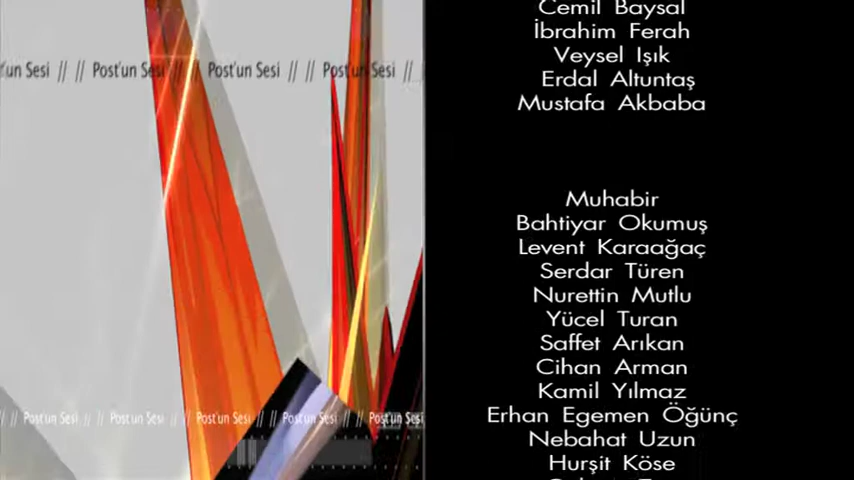 'un Sesi // // Post'un Sesi // // Post'un Sesi // // Post'un Sesi //
// Post'un Sesi // Post'un Sesi // Post'un Sesi // Post'un Sesi // Post'un Sesi
Cemil Baysal
İbrahim Ferah
Veysel Işık
Erdal Altuntaş
Mustafa Akbaba
Muhabir
Bahtiyar Okumuş
Levent Karaağaç
Serdar Türen
Nurettin Mutlu
Yücel Turan
Saffet Arıkan
Cihan Arman
Kamil Yılmaz
Erhan Egemen Öğünç
Nebahat Uzun
Hurşit Köse